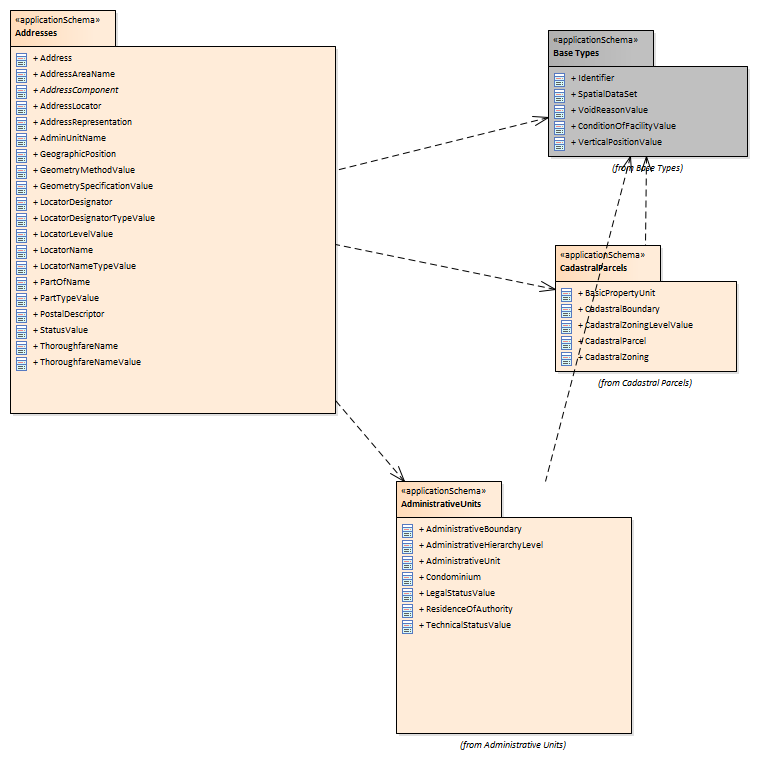 «applicationSchema»
Addresses
+ Address
+ AddressAreaName
+ AddressComponent
+ AddressLocator
+ AddressRepresentation
+ AdminUnitName
+ GeographicPosition
+ GeometryMethodValue
+ GeometrySpecificationValue
+ LocatorDesignator
+ LocatorDesignatorTypeValue
+ LocatorLevelValue
+ LocatorName
+ LocatorNameTypeValue
+ PartOfName
+ PartTypeValue
+ PostalDescriptor
+ StatusValue
+ ThoroughfareName
+ ThoroughfareNameValue
«applicationSchema»
Base Types
+ Identifier
+ SpatialDataSet
+ VoidReasonValue
+ ConditionOfFacilityValue
+ VerticalPositionValue
(from Base Types)
«applicationSchema»
CadastralParcels
+ BasicPropertyUnit
+ CadastralBoundary
+ CadastralZoningLevelValue
+ CadastralParcel
+ CadastralZoning
(from Cadastral Parcels)
«applicationSchema»
AdministrativeUnits
+ AdministrativeBoundary
+ AdministrativeHierarchyLevel
+ AdministrativeUnit
+ Condominium
+ LegalStatusValue
+ ResidenceOfAuthority
+ TechnicalStatusValue
(from Administrative Units)